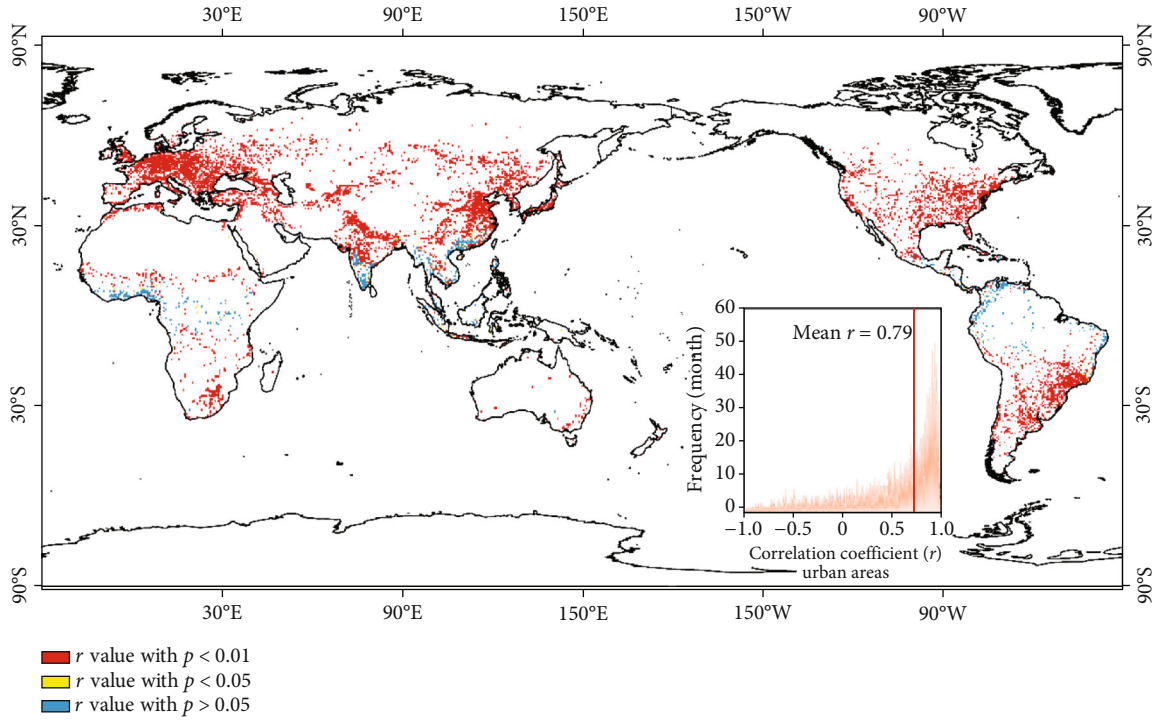 30°E 90°E 150°E 150°W 90°W
90°N 90°N
30°N 30°N
30°S 30°S
90°S 90°S
60
50
40
30
20
10
0
Frequency (month)
Mean r = 0.79
−1.0 −0.5 0 0.5 1.0
Correlation coefficient (r)
urban areas
30°E 90°E 150°E 150°W 90°W
r value with p < 0.01
r value with p < 0.05
r value with p > 0.05